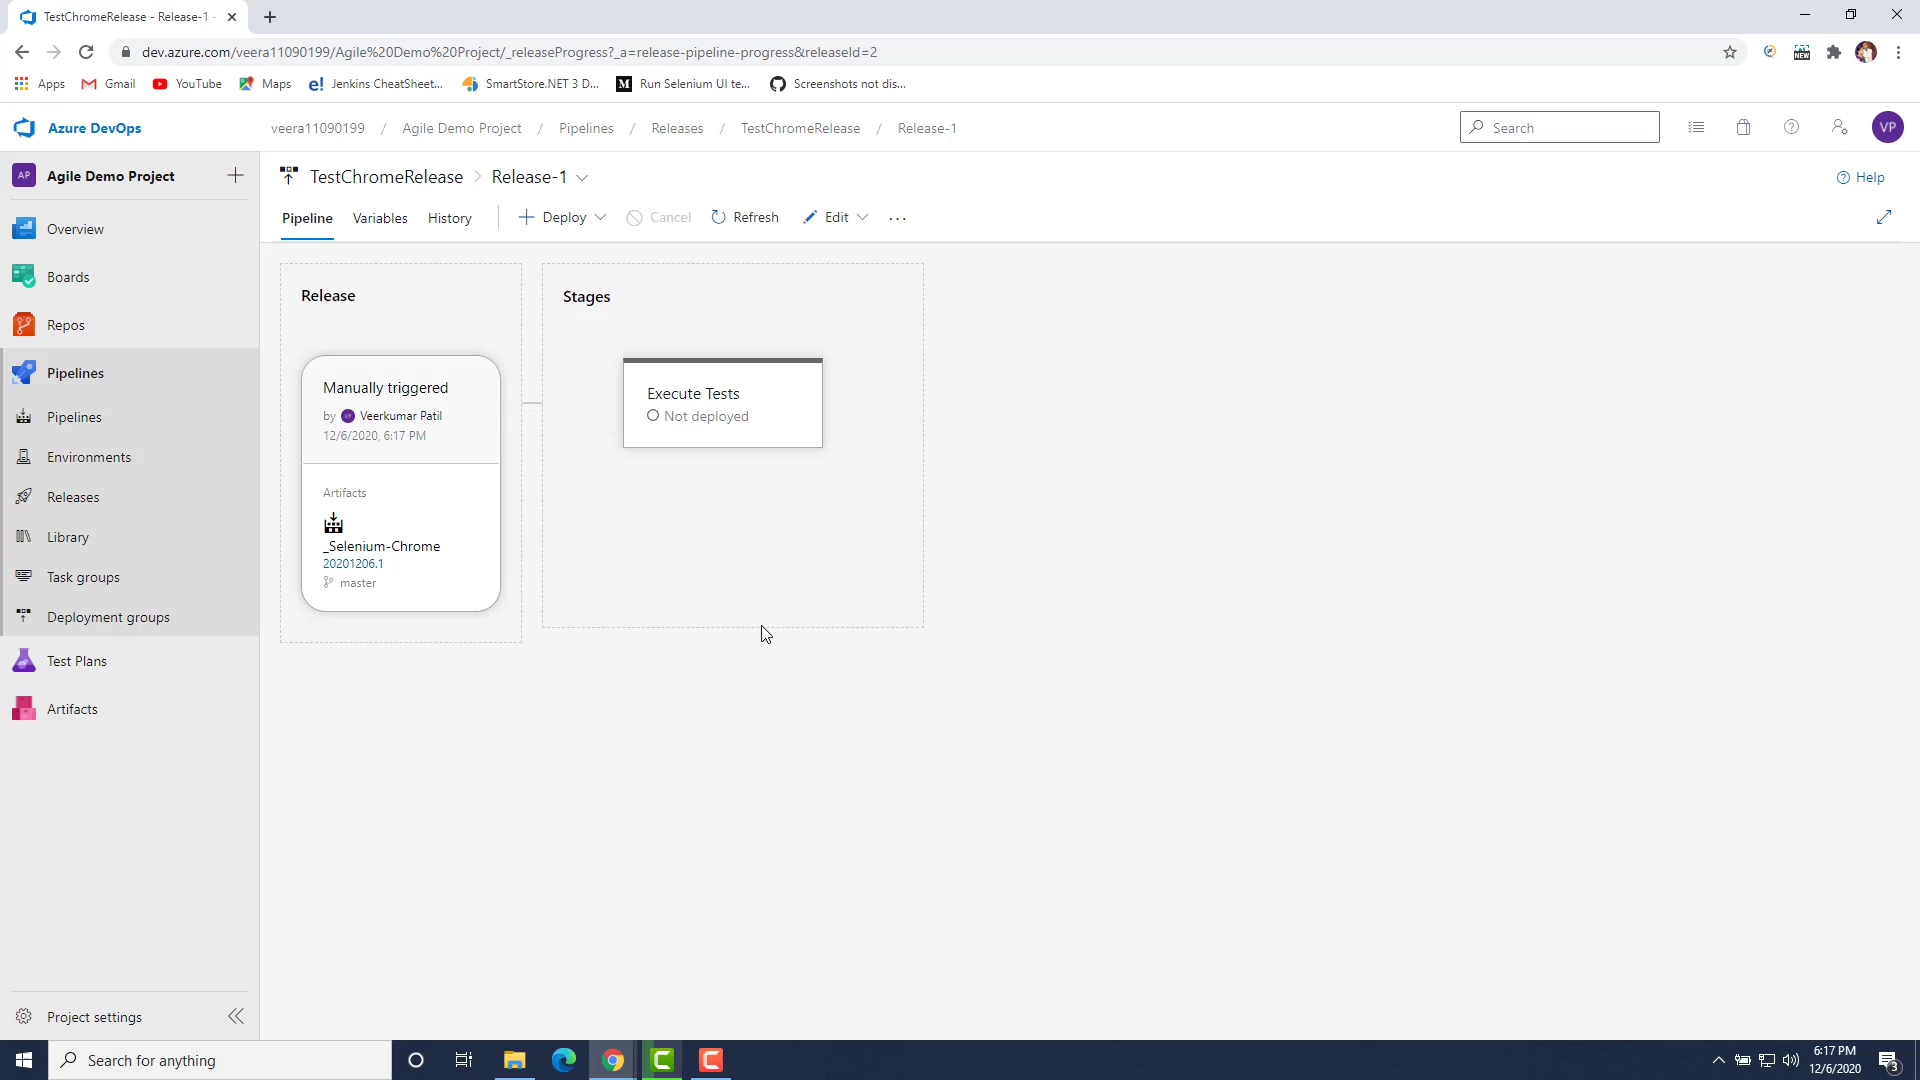 TestChromeRelease - Release-1 -
dev.azure.com/veera11090199/Agile%20Demo%20Project/_releaseProgress?_a=release-pipeline-progress&releaseId=2
Apps
Gmail
YouTube
Maps
Jenkins CheatSheet...
SmartStore.NET 3 D...
Run Selenium UI te...
Screenshots not dis...
Azure DevOps
veera11090199 / Agile Demo Project / Pipelines / Releases / TestChromeRelease / Release-1
Search
VP
AP
Agile Demo Project
TestChromeRelease > Release-1
Help
Pipeline
Variables
History
Deploy
Cancel
Refresh
Edit
Overview
Boards
Repos
Pipelines
Pipelines
Environments
Releases
Library
Task groups
Deployment groups
Test Plans
Artifacts
Project settings
Release
Manually triggered
by VP Veerkumar Patil
12/6/2020, 6:17 PM
Artifacts
_Selenium-Chrome
20201206.1
master
Stages
Execute Tests
Not deployed
Search for anything
6:17 PM
12/6/2020
3